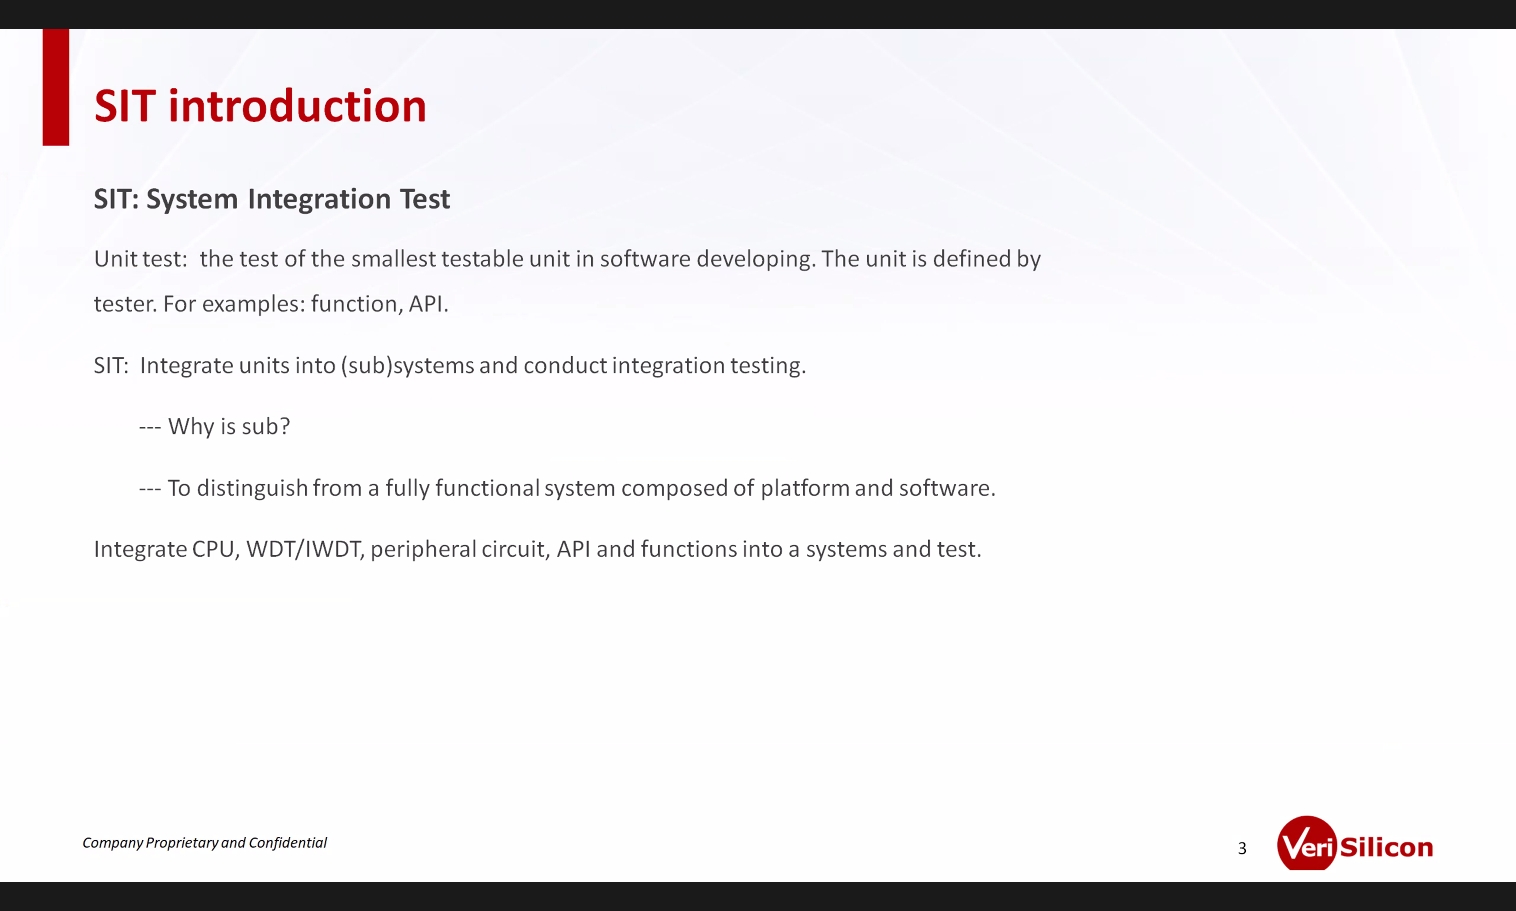 SIT introduction
SIT: System Integration Test
Unit test:  the test of the smallest testable unit in software developing. The unit is defined by
tester. For examples: function, API.
SIT:  Integrate units into (sub)systems and conduct integration testing.
--- Why is sub?
--- To distinguish from a fully functional system composed of platform and software.
Integrate CPU, WDT/IWDT, peripheral circuit, API and functions into a systems and test.
Company Proprietary and Confidential
3
VeriSilicon